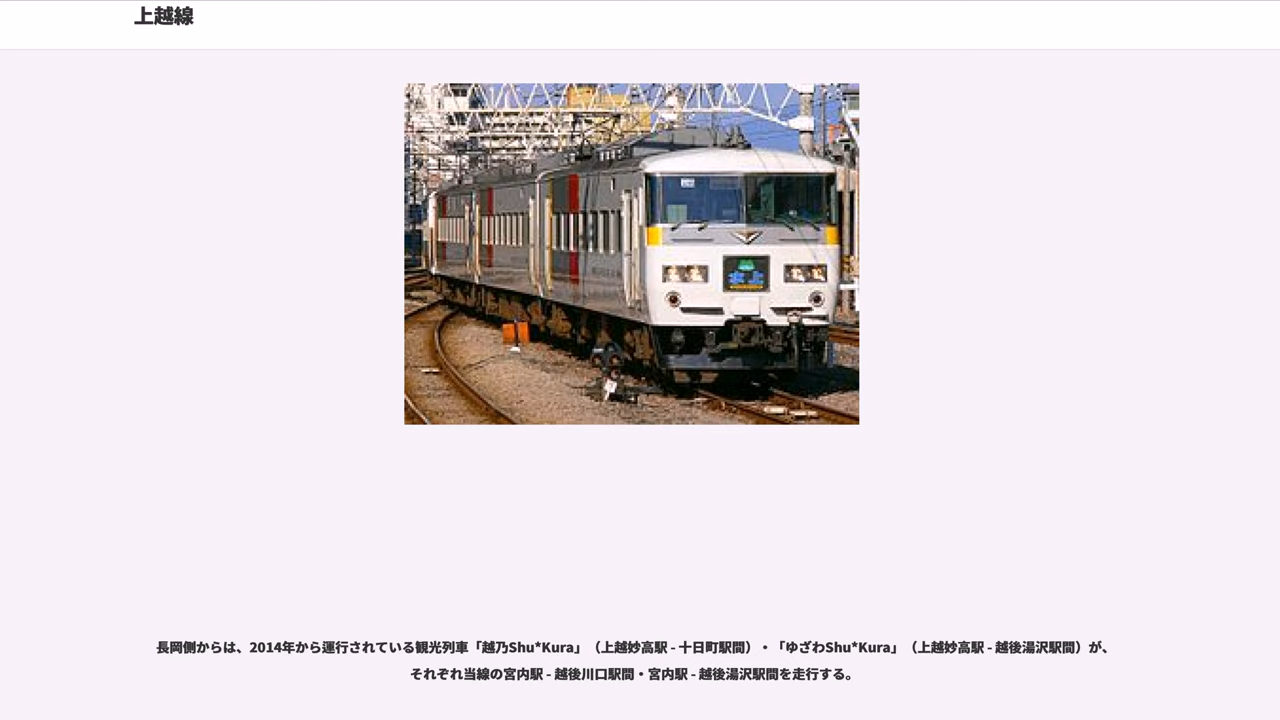 上越線
水上
長岡側からは、2014年から運行されている観光列車「越乃Shu*Kura」（上越妙高駅 - 十日町駅間）・「ゆざわShu*Kura」（上越妙高駅 - 越後湯沢駅間）が、
それぞれ当線の宮内駅 - 越後川口駅間・宮内駅 - 越後湯沢駅間を走行する。